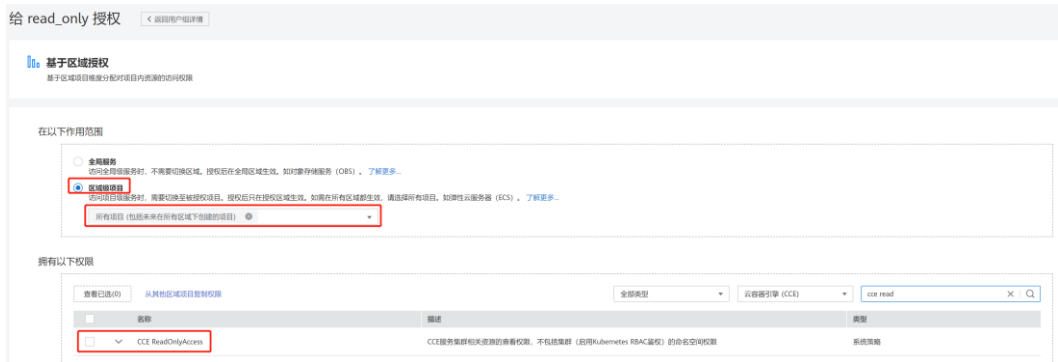 给 read_only 授权
< 返回用户组详情
基于区域授权
基于区域项目维度分配对项目内资源的访问权限
在以下作用范围
全局服务
访问全局级服务时，不需要切换区域。授权后在全局区域生效。如对象存储服务（OBS）。 了解更多...
区域级项目
访问项目级服务时，需要切换至被授权项目。授权后只在授权区域生效。如需在所有区域都生效，请选择所有项目。如弹性云服务器（ECS）。 了解更多...
所有项目 (包括未来在所有区域下创建的项目)
拥有以下权限
查看已选(0) 从其他区域项目复制权限 全部类型 云容器引擎 (CCE) cce read
名称 描述 类型
CCE ReadOnlyAccess CCE服务集群相关资源的查看权限，不包括集群（启用Kubernetes RBAC鉴权）的命名空间权限 系统策略